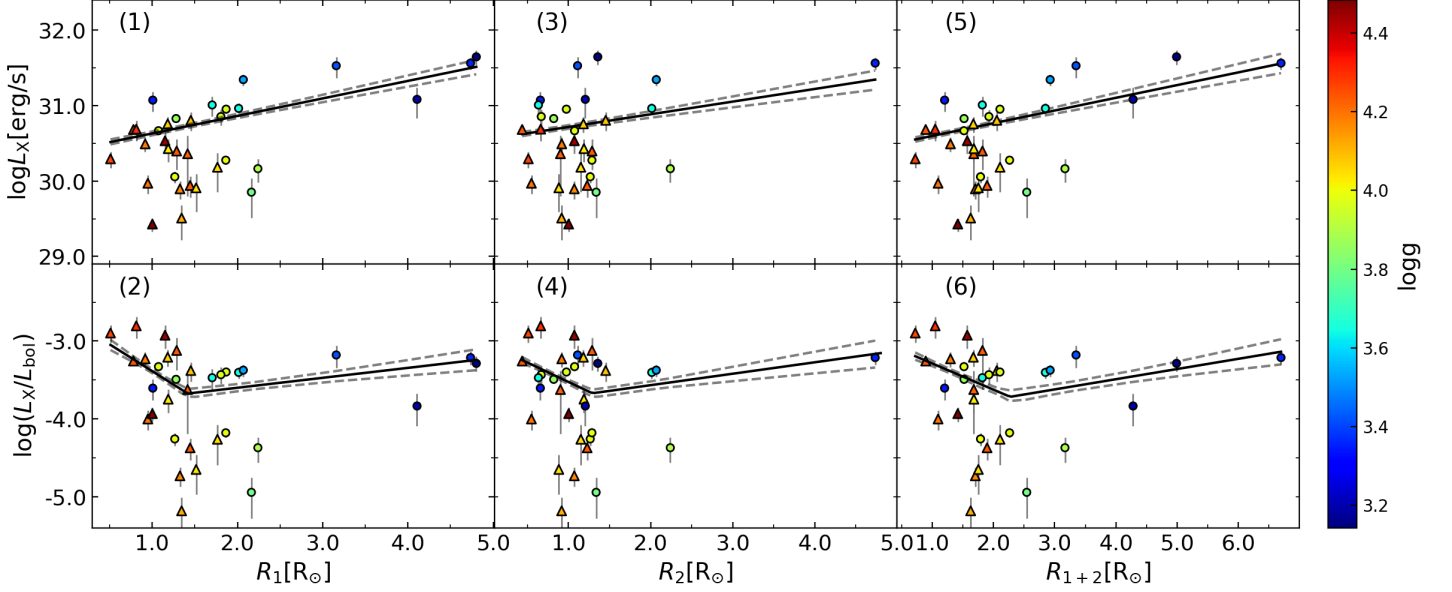 (1)
(3)
(5)
32.0
31.0
30.0
29.0
logL_X[erg/s]
(2)
(4)
(6)
-3.0
-4.0
-5.0
log(L_X/L_bol)
1.0 2.0 3.0 4.0 5.0
1.0 2.0 3.0 4.0 5.0
1.0 2.0 3.0 4.0 5.0 6.0
R_1[R_⊙]
R_2[R_⊙]
R_{1+2}[R_⊙]
4.4
4.2
4.0
3.8
3.6
3.4
3.2
logg